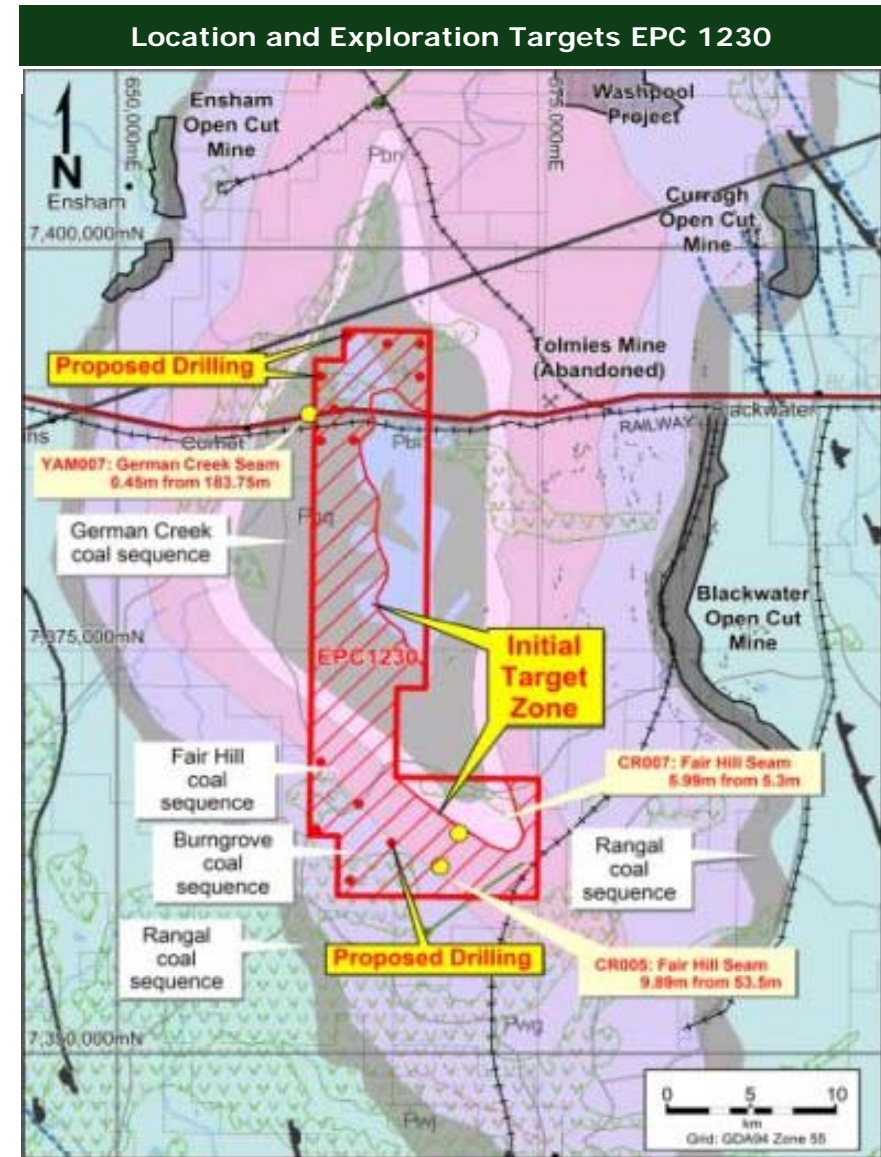 Location and Exploration Targets EPC 1230
650,000mE
675,000mE
Ensham
Open Cut
Mine
Washpool
Project
N
Ensham
Curragh
Open Cut
Mine
7,400,000mN
Proposed Drilling
Tolmies Mine
(Abandoned)
Blackwater
RAILWAY
Comet
YAM007: German Creek Seam
0.45m from 183.75m
German Creek
coal sequence
Blackwater
Open Cut
Mine
7,375,000mN
EPC1230
Initial
Target
Zone
Fair Hill
coal
sequence
CR007: Fair Hill Seam
5.99m from 5.3m
Burngrove
coal
sequence
Rangal
coal
sequence
Rangal
coal
sequence
Proposed Drilling
CR005: Fair Hill Seam
9.89m from 53.5m
Pwg
7,350,000mN
Pwj
0 5 10
km
Grid: GDA94 Zone 55